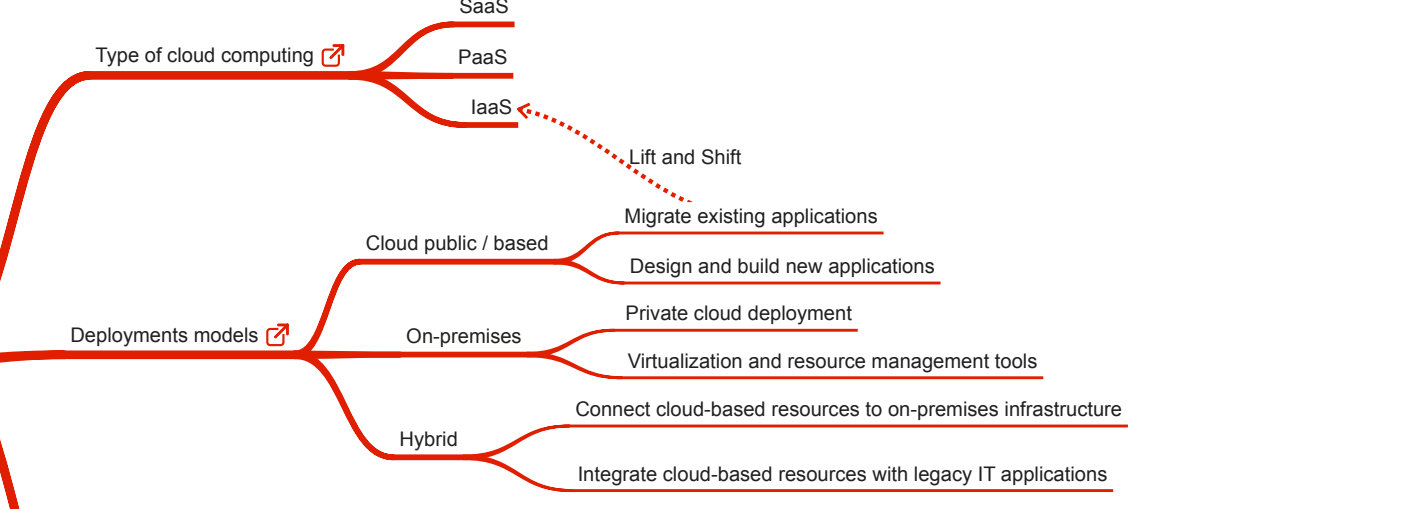 SaaS
Type of cloud computing
PaaS
IaaS
Lift and Shift
Migrate existing applications
Cloud public / based
Design and build new applications
Private cloud deployment
Deployments models
On-premises
Virtualization and resource management tools
Connect cloud-based resources to on-premises infrastructure
Hybrid
Integrate cloud-based resources with legacy IT applications